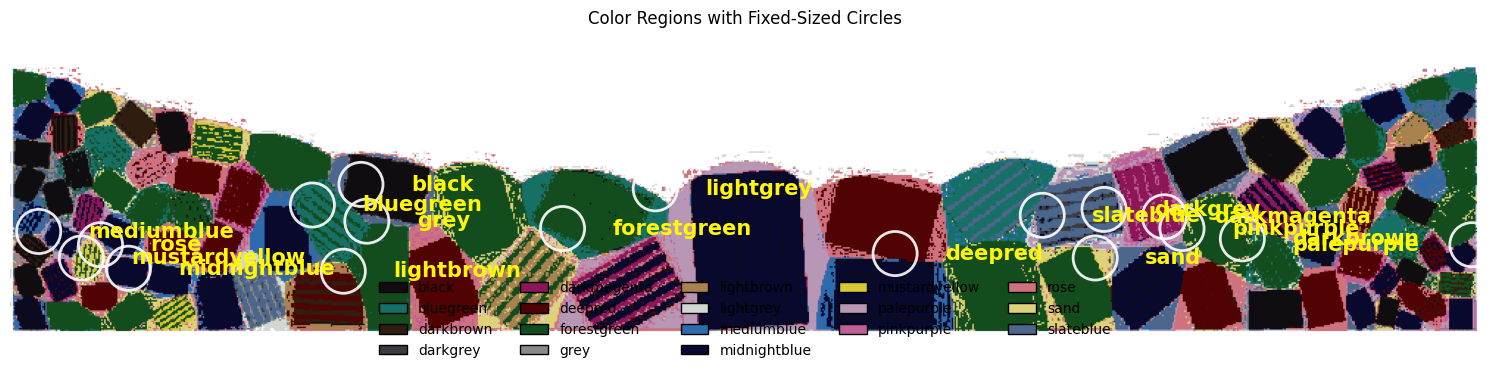 Color Regions with Fixed-Sized Circles
black
lightgrey
bluegreen
darkgrey
slateblue
darkmagenta
grey
forestgreen
pinkpurple
mediumblue
darkbrown
rose
palepurple
deepred
mustardyellow
sand
midnightblue
lightbrown
black
bluegreen
darkbrown
darkgrey
darkmagenta
deepred
forestgreen
grey
lightbrown
lightgrey
mediumblue
midnightblue
mustardyellow
palepurple
pinkpurple
rose
sand
slateblue